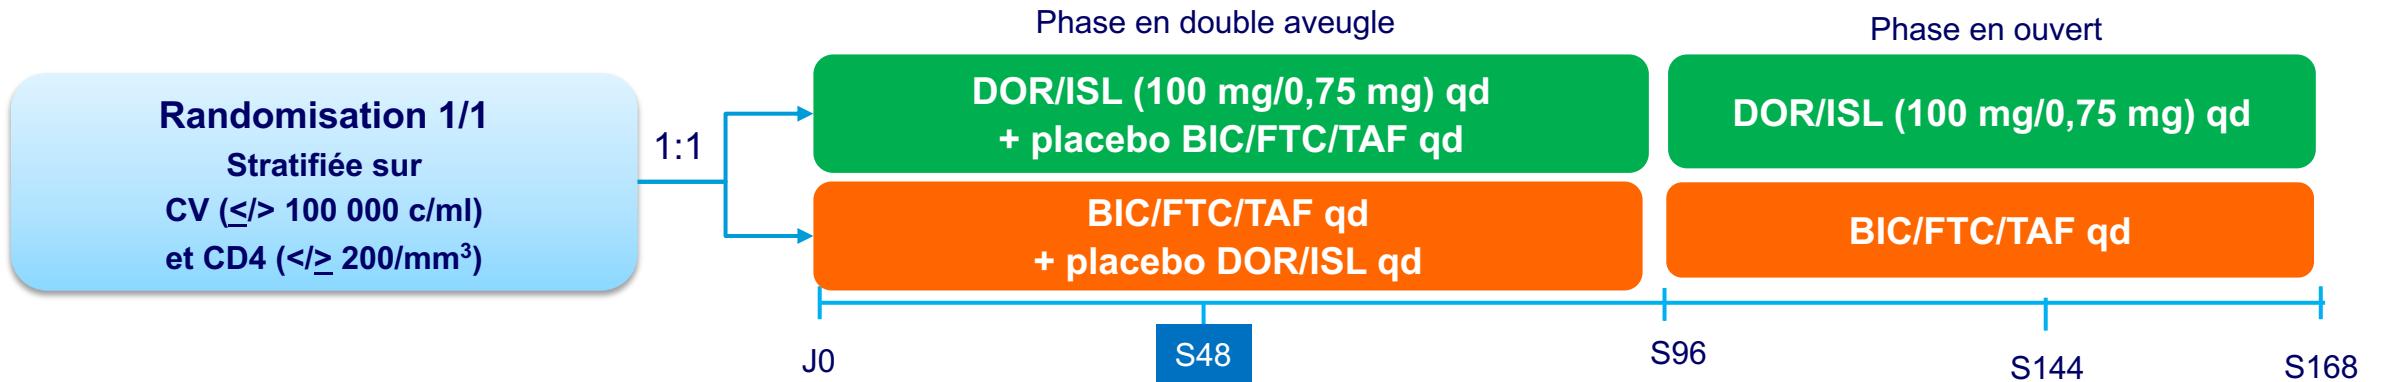 Phase en double aveugle
Phase en ouvert
Randomisation 1/1
Stratifiée sur
CV (≤/> 100 000 c/ml)
et CD4 (</≥ 200/mm³)
1:1
DOR/ISL (100 mg/0,75 mg) qd
+ placebo BIC/FTC/TAF qd
DOR/ISL (100 mg/0,75 mg) qd
BIC/FTC/TAF qd
+ placebo DOR/ISL qd
BIC/FTC/TAF qd
J0
S48
S96
S144
S168